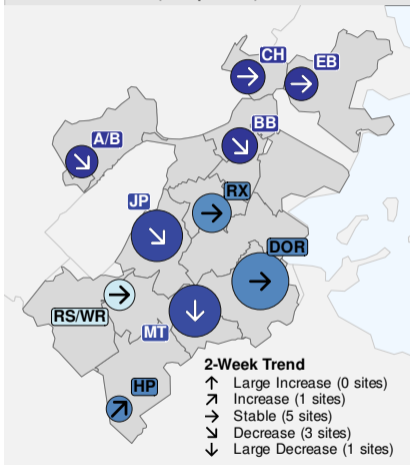 CH
EB
A/B
BB
JP
RX
DOR
RS/WR
MT
HP
2-Week Trend
↑ Large Increase (0 sites)
↗ Increase (1 sites)
→ Stable (5 sites)
↘ Decrease (3 sites)
↓ Large Decrease (1 sites)